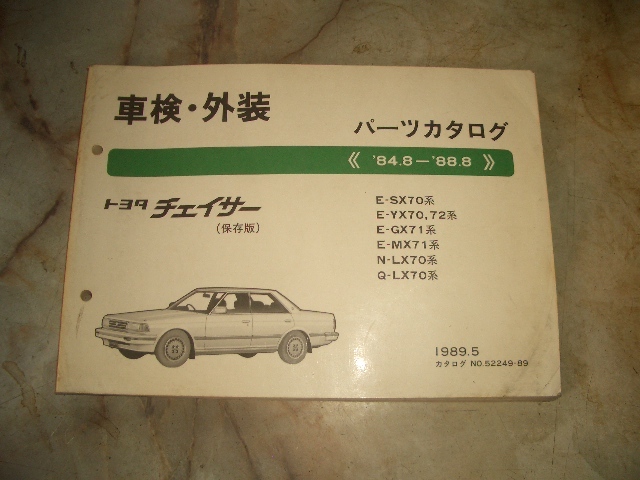 車検・外装
パーツカタログ
《 '84.8-'88.8 》
トヨタ チェイサー
(保存版)
E-SX70系
E-YX70,72系
E-GX71系
E-MX71系
N-LX70系
Q-LX70系
1989.5
カタログ NO.52249-89